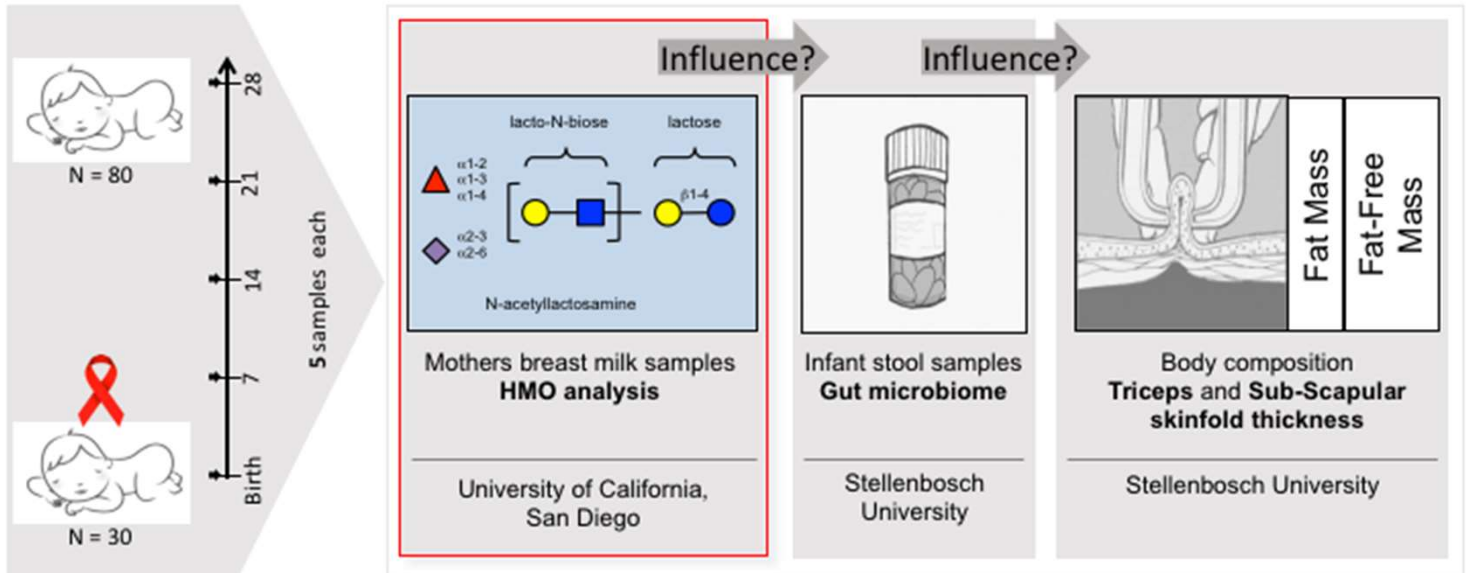 N = 80
N = 30
28
21
14
7
Birth
5 samples each
Influence?
Influence?
lacto-N-biose
lactose
α1-2
α1-3
α1-4
β1-4
α2-3
α2-6
N-acetyllactosamine
Mothers breast milk samples
HMO analysis
University of California,
San Diego
Infant stool samples
Gut microbiome
Stellenbosch
University
Fat Mass
Fat-Free
Mass
Body composition
Triceps and Sub-Scapular
skinfold thickness
Stellenbosch University